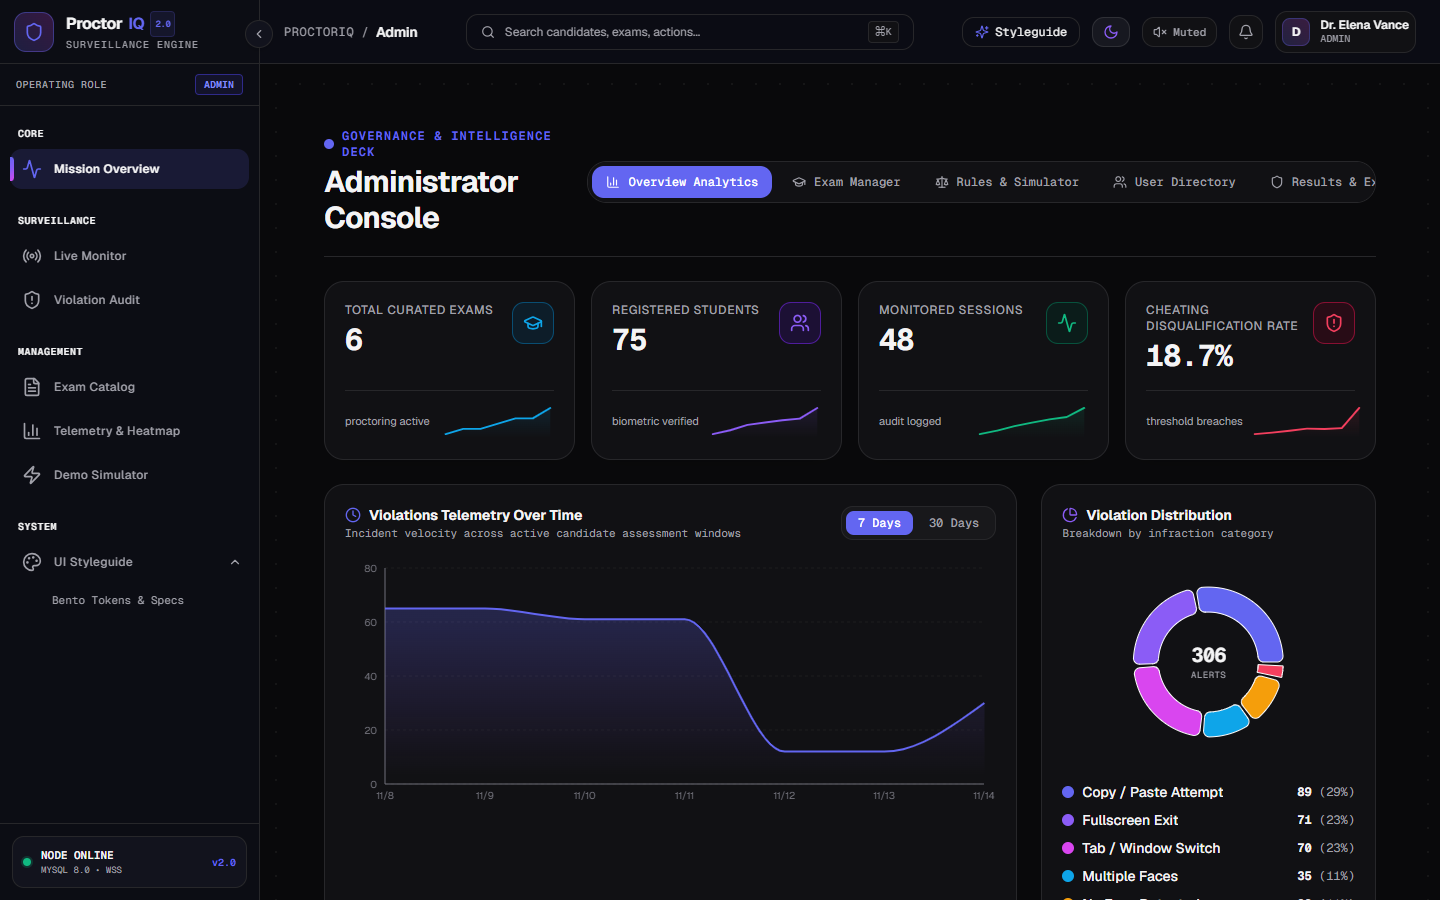 Proctor IQ 2.0
SURVEILLANCE ENGINE
PROCTORIQ / Admin
Search candidates, exams, actions...
⌘K
Styleguide
Muted
D
Dr. Elena Vance
ADMIN
OPERATING ROLE
ADMIN
CORE
Mission Overview
SURVEILLANCE
Live Monitor
Violation Audit
MANAGEMENT
Exam Catalog
Telemetry & Heatmap
Demo Simulator
SYSTEM
UI Styleguide
Bento Tokens & Specs
NODE ONLINE
MYSQL 8.0 • WSS
v2.0
GOVERNANCE & INTELLIGENCE
DECK
Administrator
Console
Overview Analytics
Exam Manager
Rules & Simulator
User Directory
Results & Ex
TOTAL CURATED EXAMS
6
proctoring active
REGISTERED STUDENTS
75
biometric verified
MONITORED SESSIONS
48
audit logged
CHEATING
DISQUALIFICATION RATE
18.7%
threshold breaches
Violations Telemetry Over Time
Incident velocity across active candidate assessment windows
7 Days
30 Days
80
60
40
20
0
11/8
11/9
11/10
11/11
11/12
11/13
11/14
Violation Distribution
Breakdown by infraction category
306
ALERTS
Copy / Paste Attempt 89 (29%)
Fullscreen Exit 71 (23%)
Tab / Window Switch 70 (23%)
Multiple Faces 35 (11%)